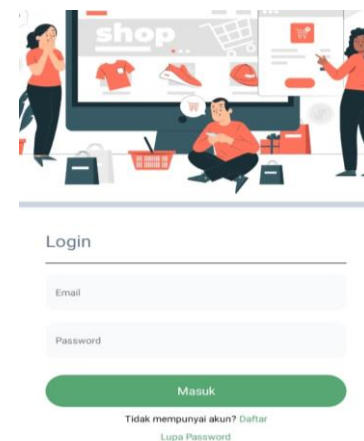 shop
Login
Email
Password
Masuk
Tidak mempunyai akun? Daftar
Lupa Password